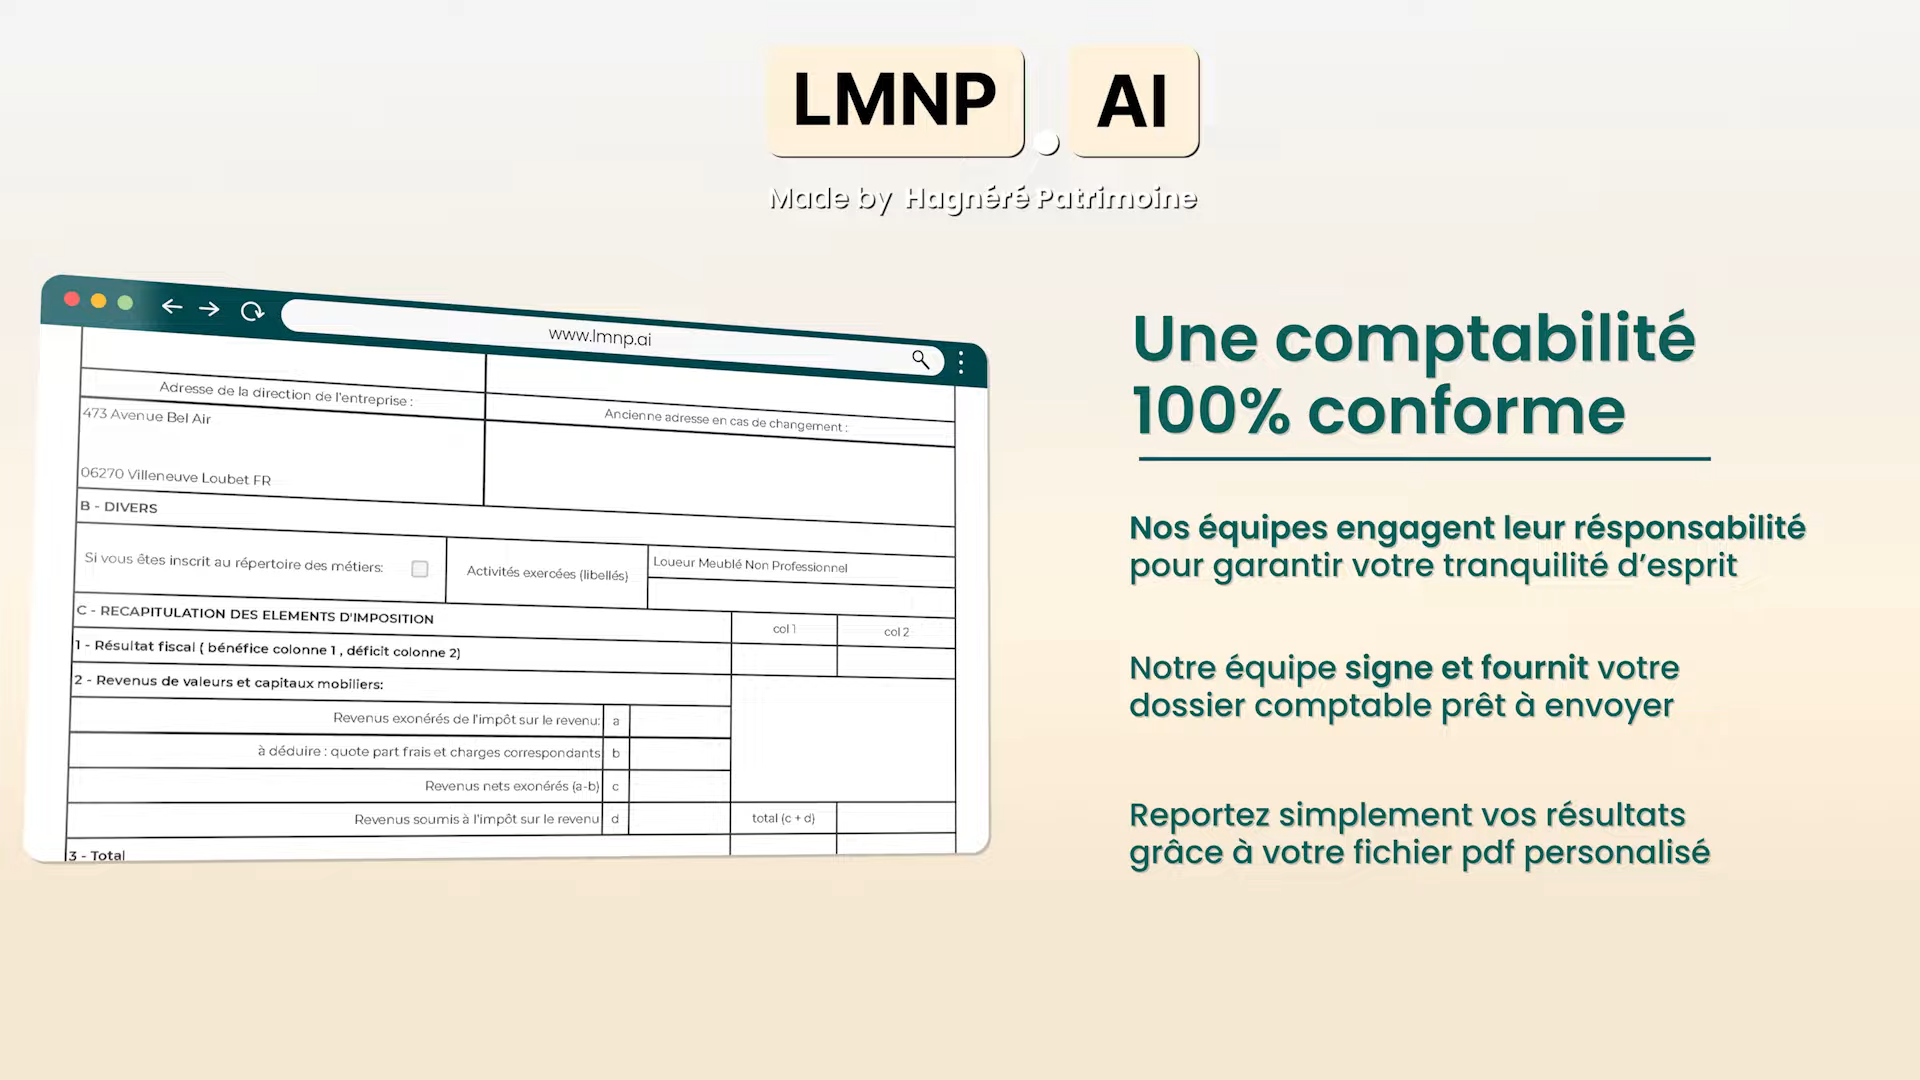 LMNP . AI
Made by Hagnéré Patrimoine
www.lmnp.ai
Adresse de la direction de l'entreprise :
Ancienne adresse en cas de changement :
473 Avenue Bel Air
06270 Villeneuve Loubet FR
B - DIVERS
Si vous êtes inscrit au répertoire des métiers:
Activités exercées (libellés)
Loueur Meublé Non Professionnel
C - RECAPITULATION DES ELEMENTS D'IMPOSITION
col 1
col 2
1 - Résultat fiscal ( bénéfice colonne 1 , déficit colonne 2)
2 - Revenus de valeurs et capitaux mobiliers:
Revenus exonérés de l'impôt sur le revenu: a
à déduire : quote part frais et charges correspondants b
Revenus nets exonérés (a-b) c
Revenus soumis à l'impôt sur le revenu d
total (c + d)
3 - Total
Une comptabilité
100% conforme
Nos équipes engagent leur résponsabilité
pour garantir votre tranquilité d'esprit
Notre équipe signe et fournit votre
dossier comptable prêt à envoyer
Reportez simplement vos résultats
grâce à votre fichier pdf personalisé